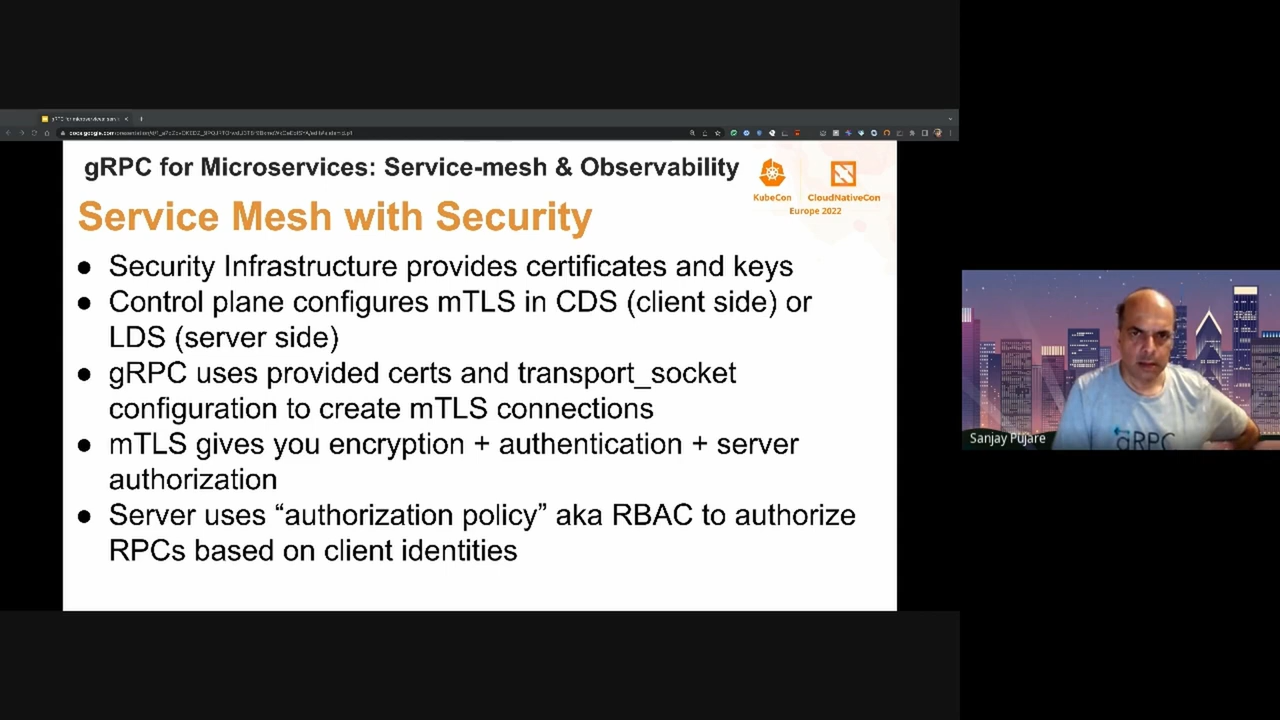 gRPC for Microservices: Service-mesh & Observability
KubeCon
CloudNativeCon
Europe 2022
Service Mesh with Security
● Security Infrastructure provides certificates and keys
● Control plane configures mTLS in CDS (client side) or
LDS (server side)
● gRPC uses provided certs and transport_socket
configuration to create mTLS connections
● mTLS gives you encryption + authentication + server
authorization
● Server uses “authorization policy” aka RBAC to authorize
RPCs based on client identities
Sanjay Pujare
gRPC